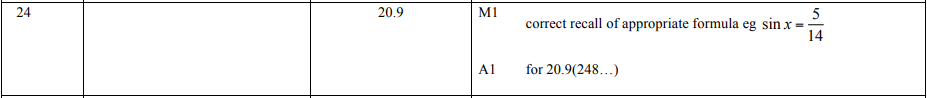 24 20.9 M1 correct recall of appropriate formula eg sin x = 5/14
A1 for 20.9(248…)